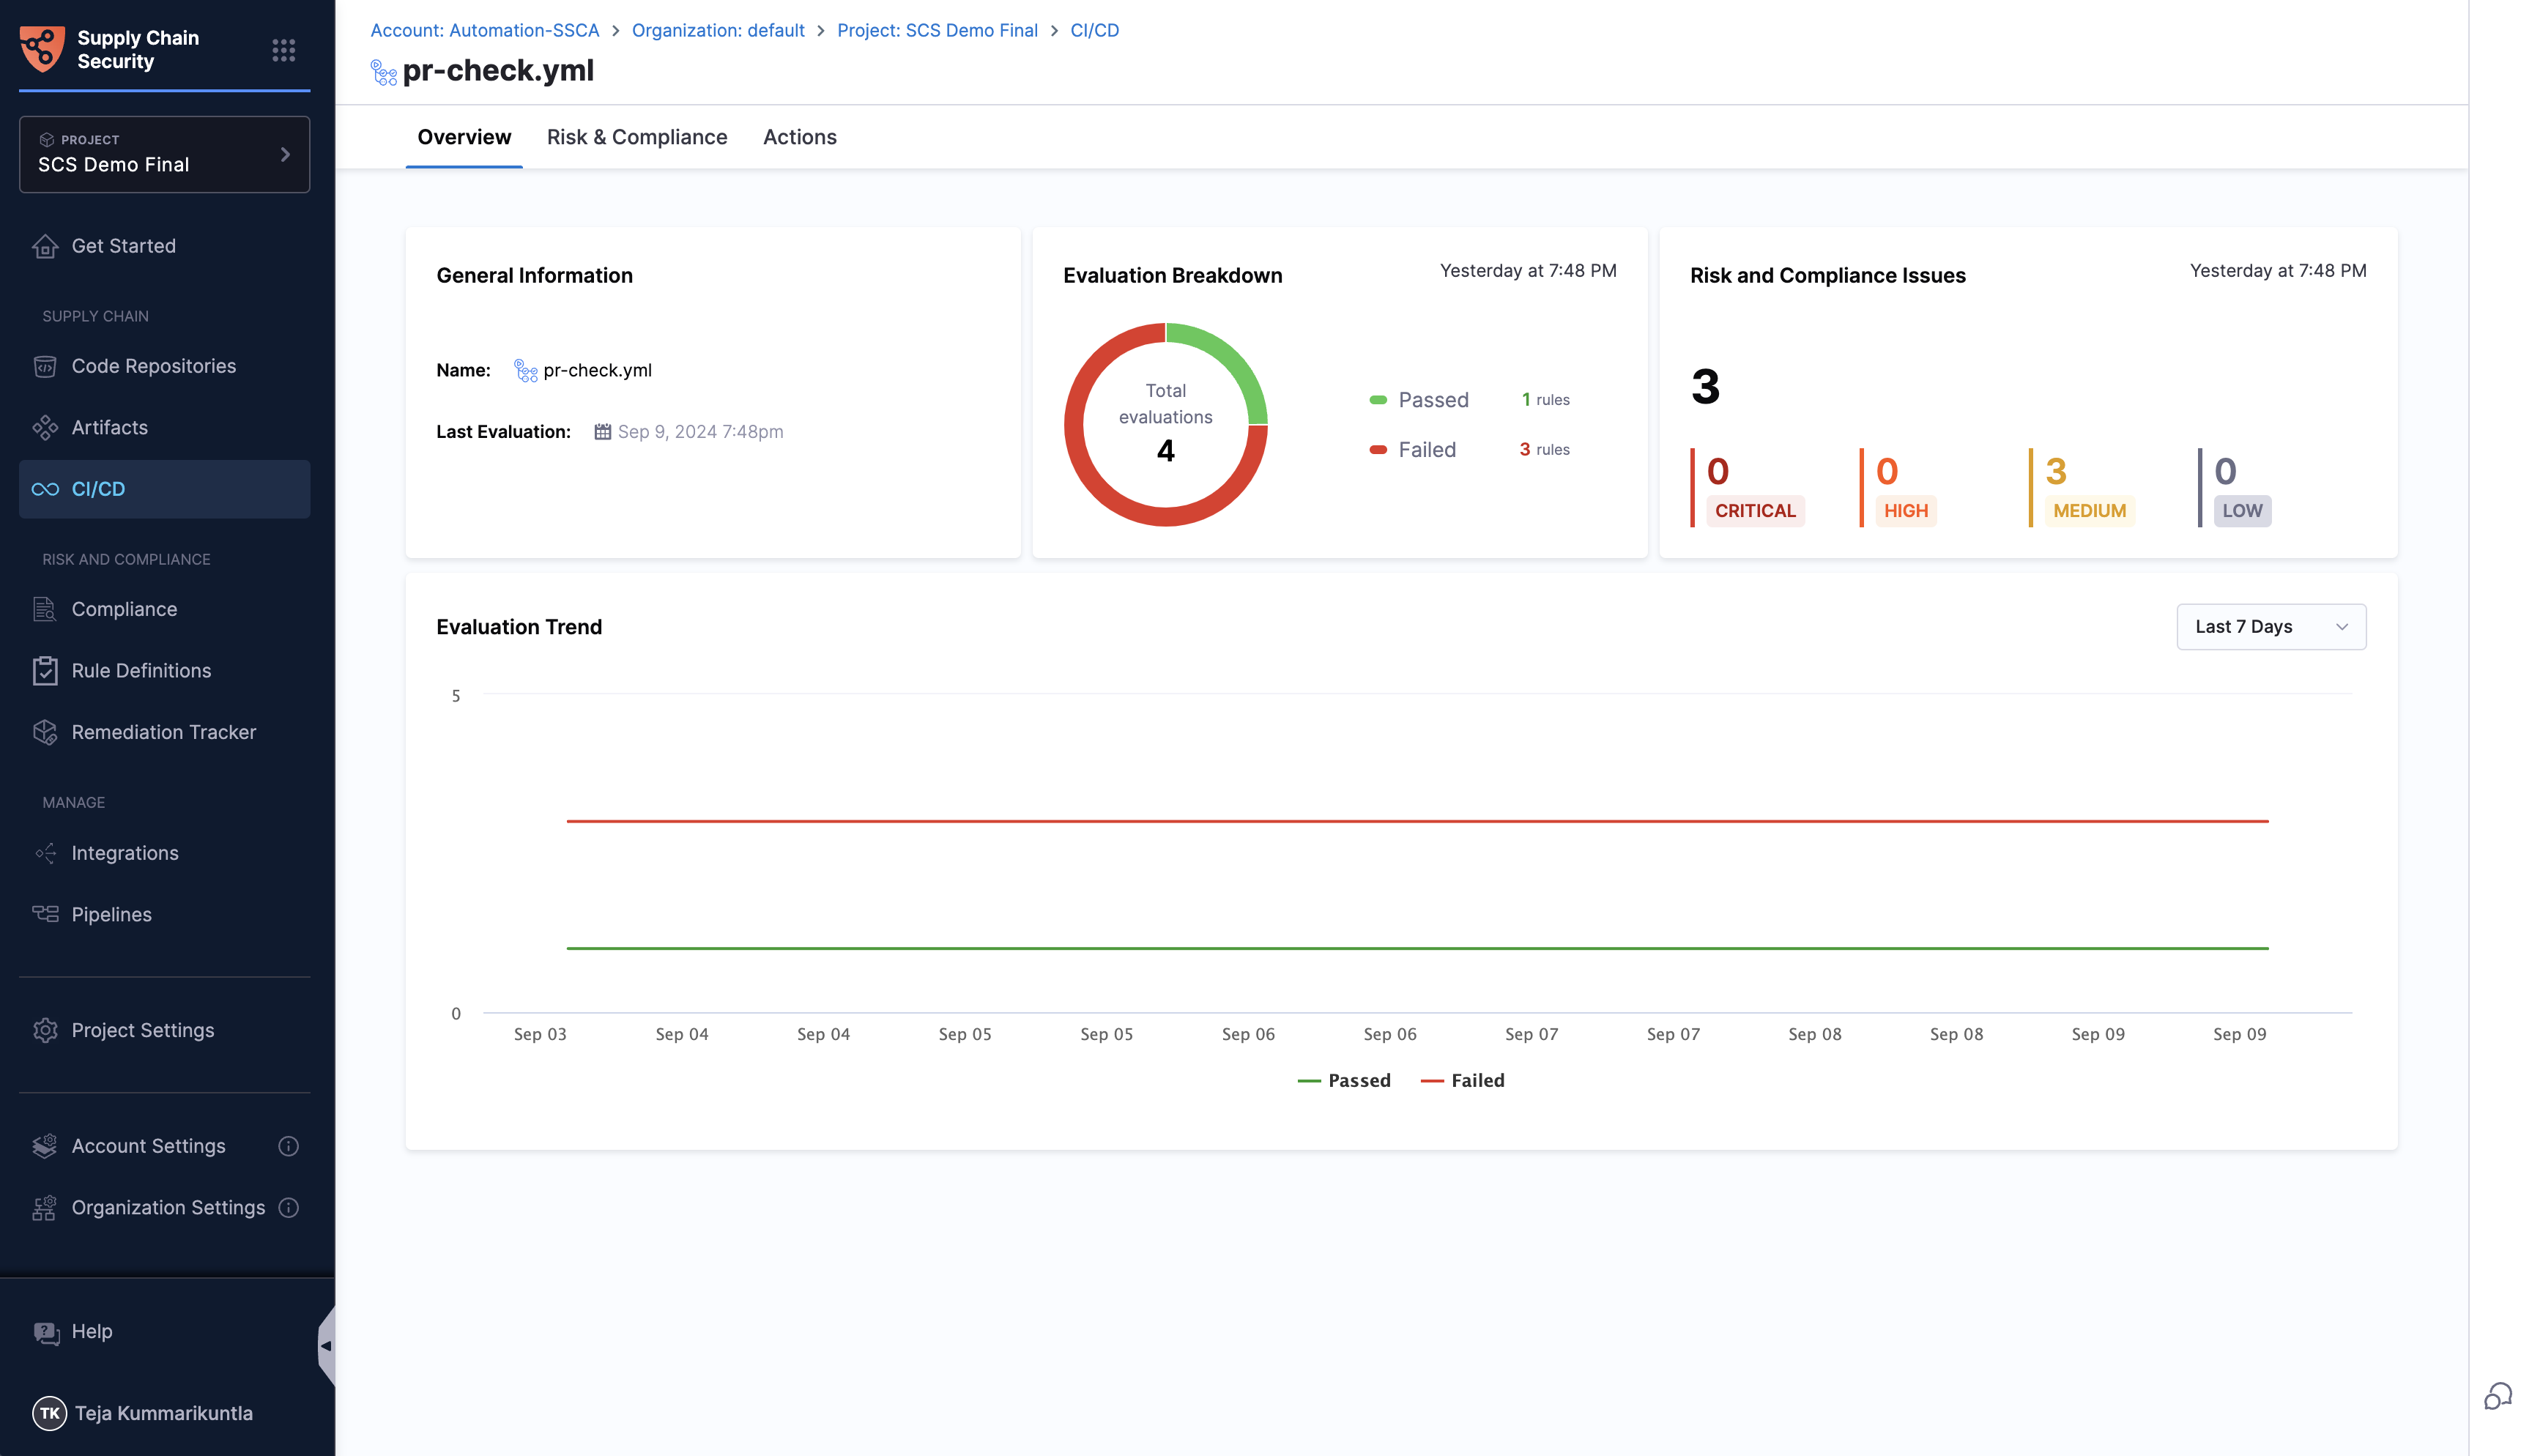 Supply Chain
Security
PROJECT
SCS Demo Final
Get Started
SUPPLY CHAIN
Code Repositories
Artifacts
CI/CD
RISK AND COMPLIANCE
Compliance
Rule Definitions
Remediation Tracker
MANAGE
Integrations
Pipelines
Project Settings
Account Settings
Organization Settings
Help
TK Teja Kummarikuntla
Account: Automation-SSCA > Organization: default > Project: SCS Demo Final > CI/CD
pr-check.yml
Overview Risk & Compliance Actions
General Information
Name: pr-check.yml
Last Evaluation: Sep 9, 2024 7:48pm
Evaluation Breakdown Yesterday at 7:48 PM
Total
evaluations
4
Passed 1 rules
Failed 3 rules
Risk and Compliance Issues Yesterday at 7:48 PM
3
0 0 3 0
CRITICAL HIGH MEDIUM LOW
Evaluation Trend Last 7 Days
5
0
Sep 03 Sep 04 Sep 04 Sep 05 Sep 05 Sep 06 Sep 06 Sep 07 Sep 07 Sep 08 Sep 08 Sep 09 Sep 09
Passed Failed